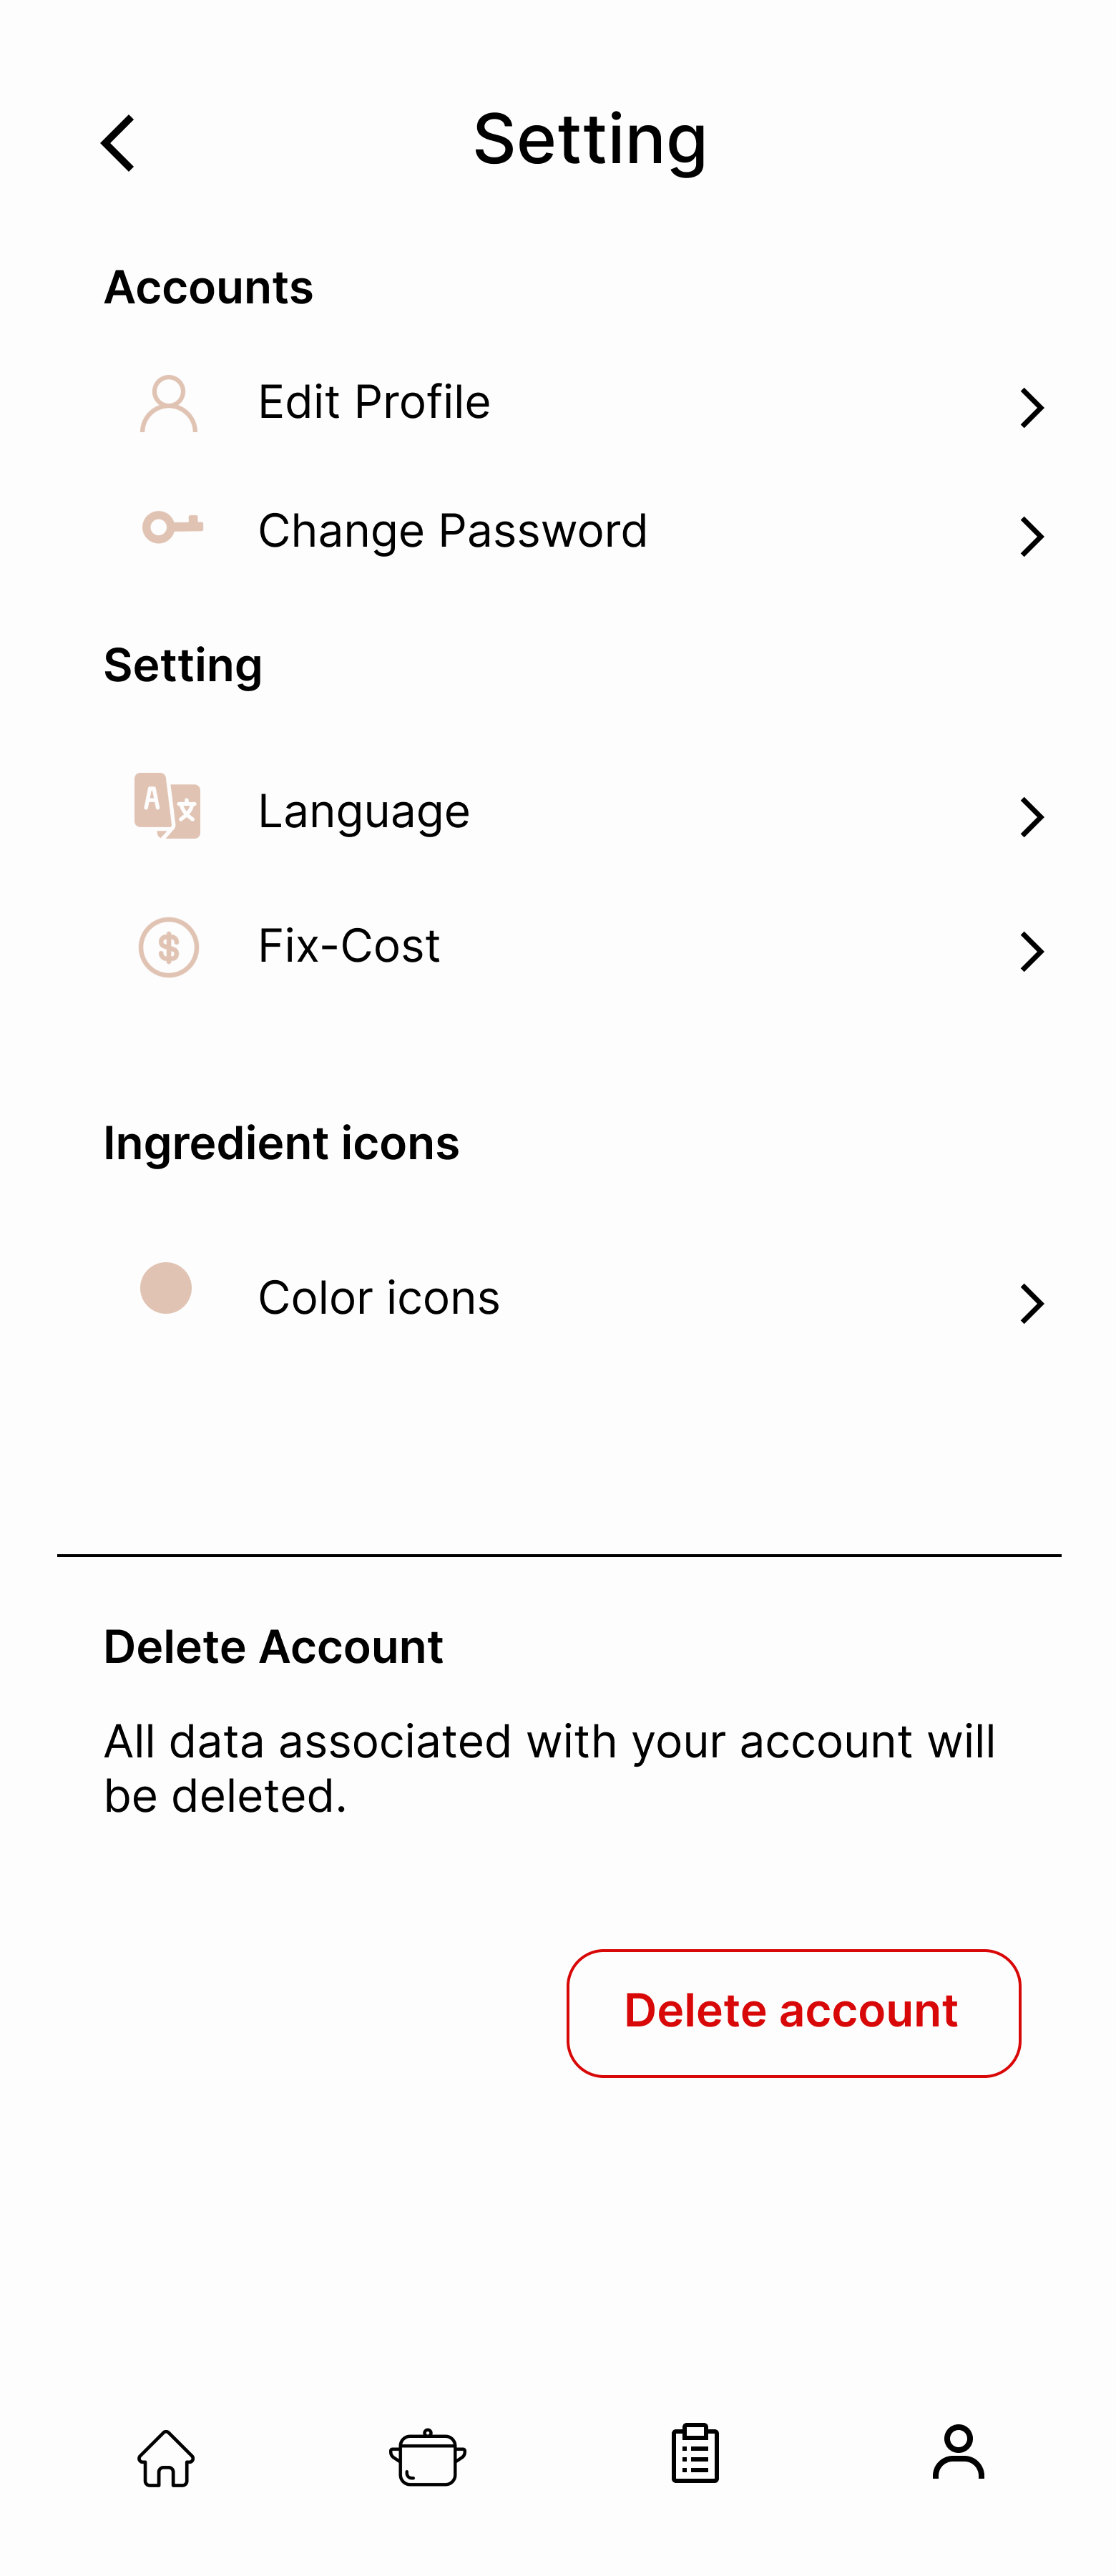 Setting
Accounts
Edit Profile
Change Password
Setting
Language
Fix-Cost
Ingredient icons
Color icons
Delete Account
All data associated with your account will
be deleted.
Delete account